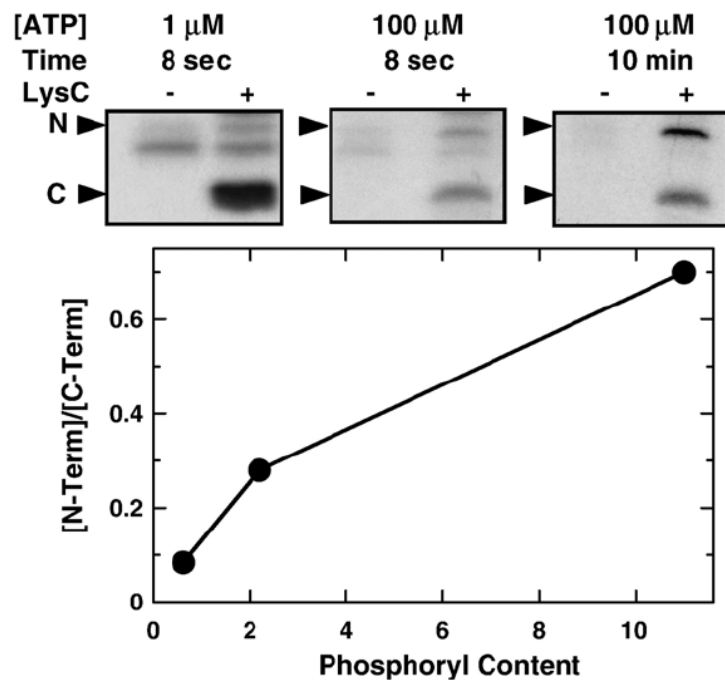 [ATP] 1 µM 100 µM 100 µM
Time 8 sec 8 sec 10 min
LysC - + - + - +
N
C
[N-Term]/[C-Term]
0.6
0.4
0.2
0
0 2 4 6 8 10
Phosphoryl Content